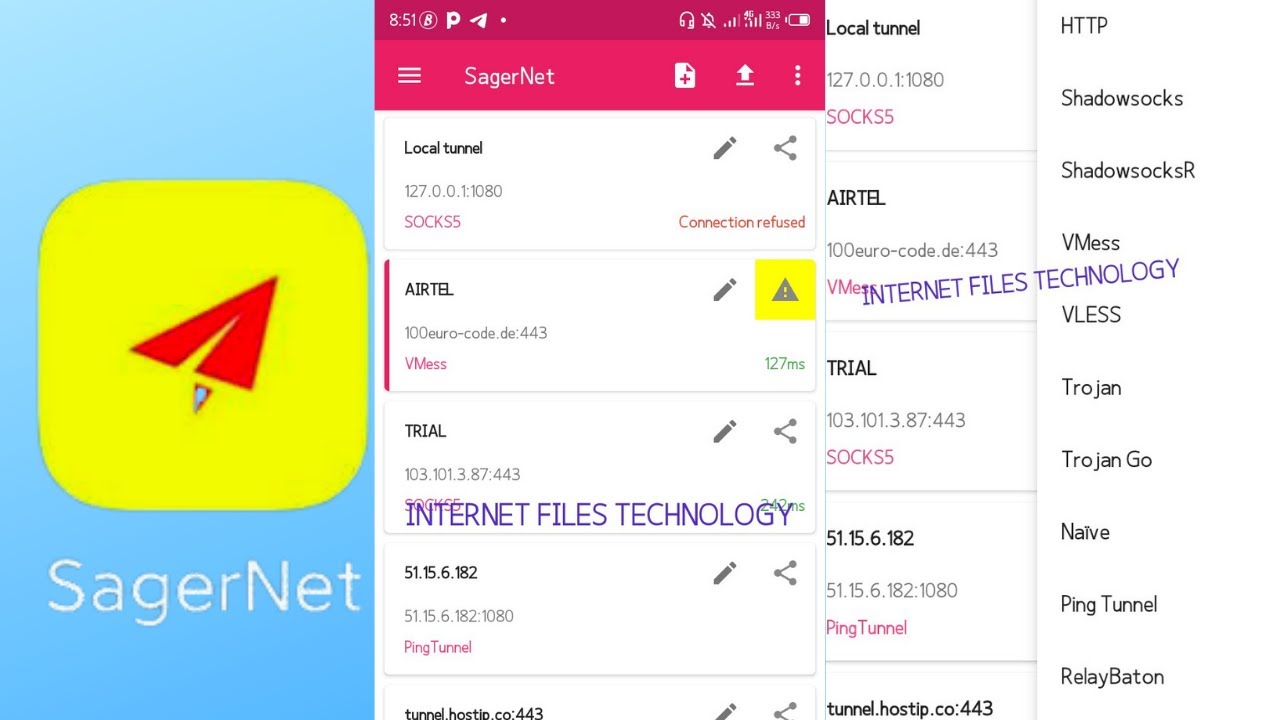 SagerNet
8:51
4G
333
B/s
SagerNet
Local tunnel
127.0.0.1:1080
SOCKS5
Connection refused
AIRTEL
100euro-code.de:443
VMess
127ms
TRIAL
103.101.3.87:443
SOCKS5
242ms
INTERNET FILES TECHNOLOGY
51.15.6.182
51.15.6.182:1080
PingTunnel
tunnel.hostip.co:443
Local tunnel
127.0.0.1:1080
SOCKS5
AIRTEL
100euro-code.de:443
VMess
TRIAL
103.101.3.87:443
SOCKS5
51.15.6.182
51.15.6.182:1080
PingTunnel
tunnel.hostip.co:443
HTTP
Shadowsocks
ShadowsocksR
VMess
INTERNET FILES TECHNOLOGY
VLESS
Trojan
Trojan Go
Naïve
Ping Tunnel
RelayBaton